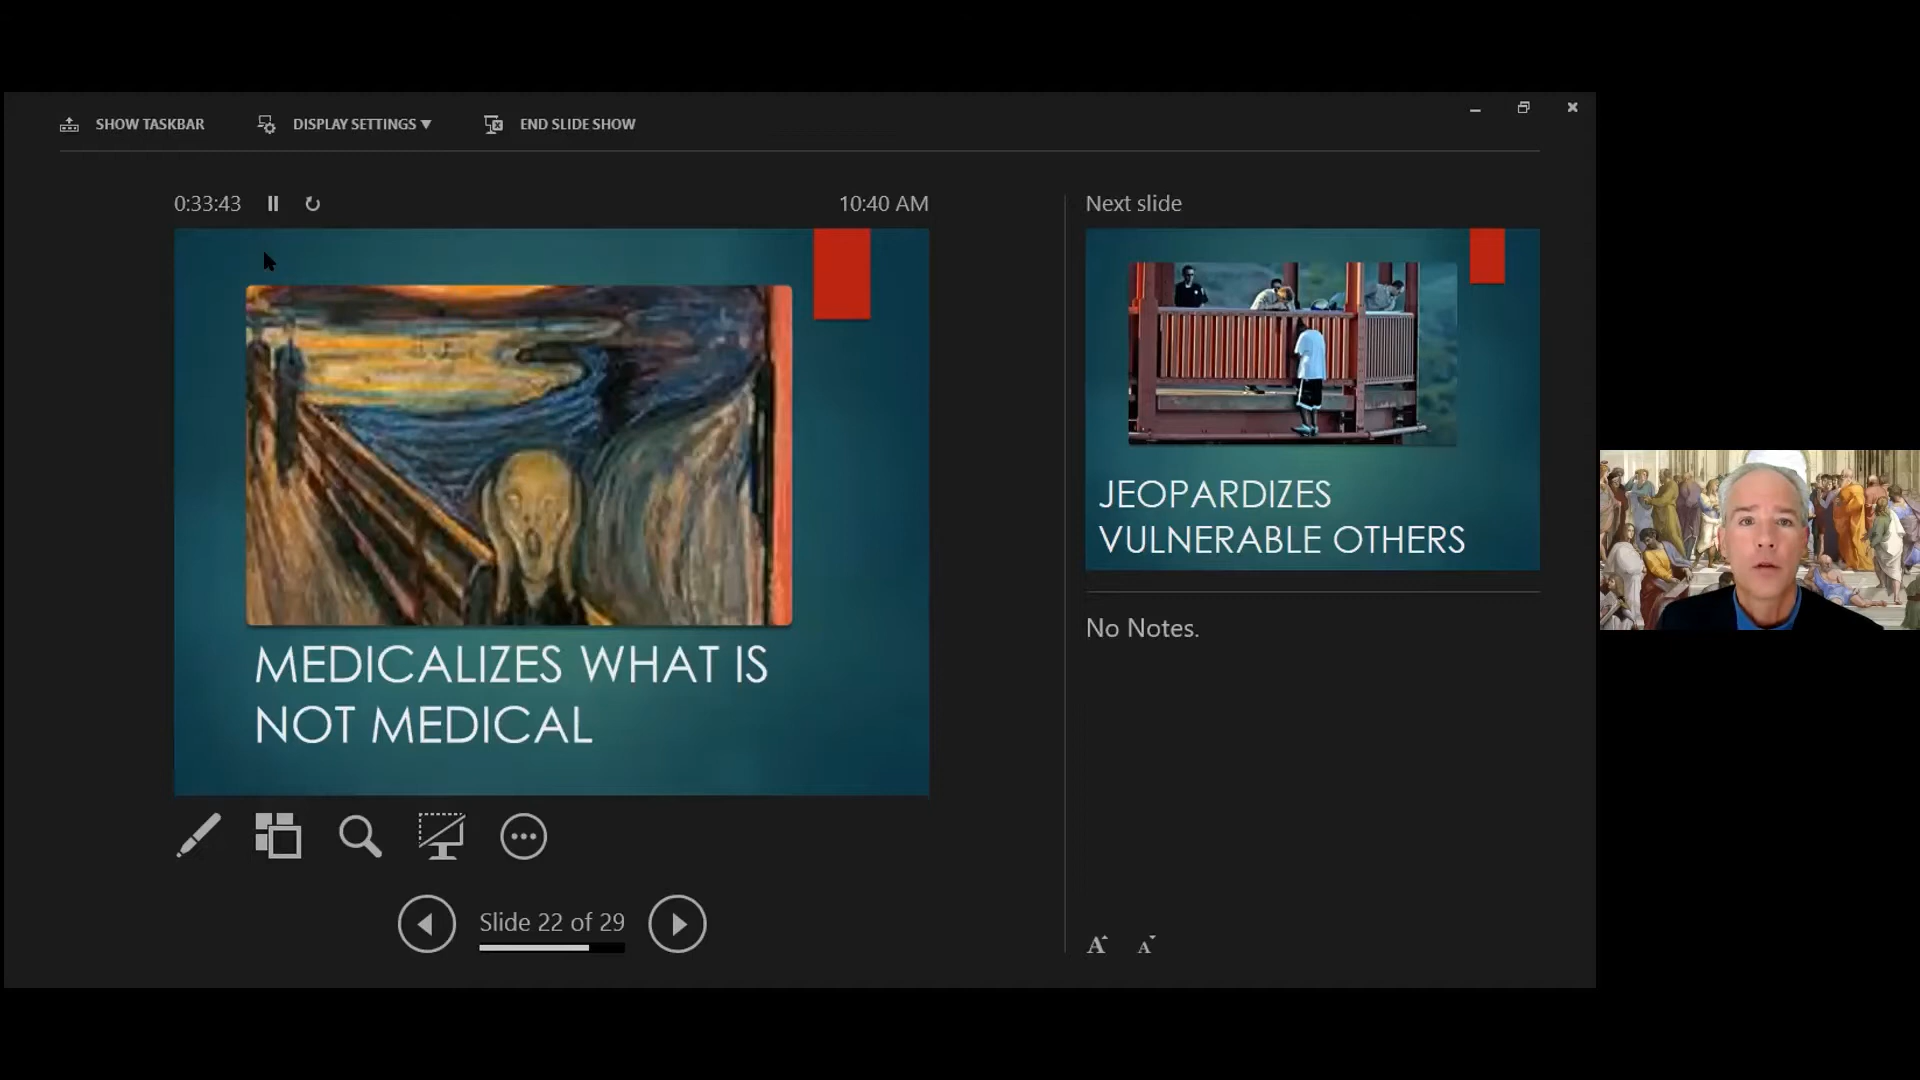 SHOW TASKBAR
DISPLAY SETTINGS ▼
END SLIDE SHOW
0:33:43
10:40 AM
Next slide
MEDICALIZES WHAT IS
NOT MEDICAL
JEOPARDIZES
VULNERABLE OTHERS
No Notes.
Slide 22 of 29
A
A